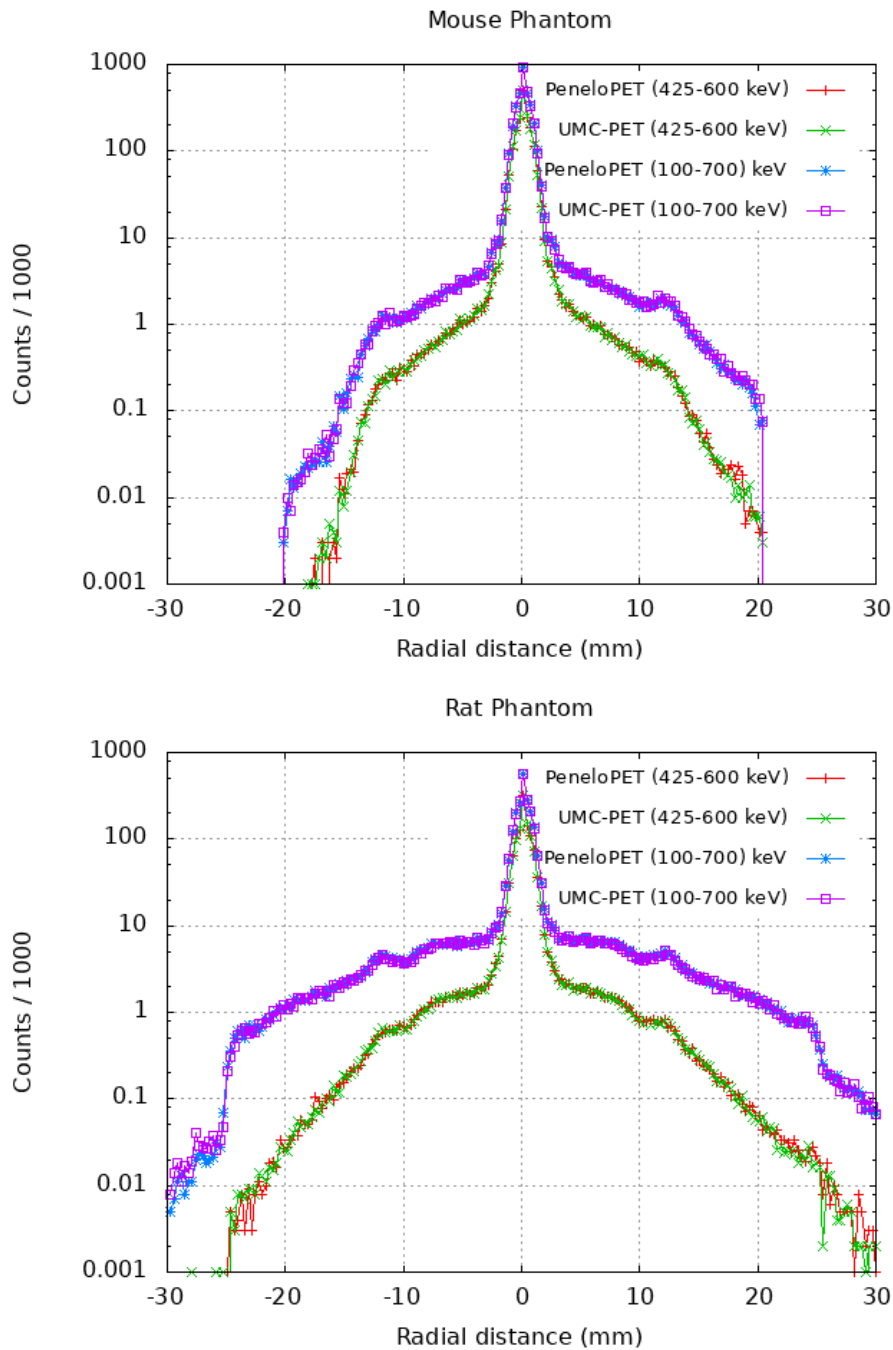 Mouse Phantom
1000
100
10
1
0.1
0.01
0.001
Counts / 1000
PeneloPET (425-600 keV)
UMC-PET (425-600 keV)
PeneloPET (100-700) keV
UMC-PET (100-700 keV)
-30 -20 -10 0 10 20 30
Radial distance (mm)
Rat Phantom
1000
100
10
1
0.1
0.01
0.001
Counts / 1000
PeneloPET (425-600 keV)
UMC-PET (425-600 keV)
PeneloPET (100-700) keV
UMC-PET (100-700 keV)
-30 -20 -10 0 10 20 30
Radial distance (mm)